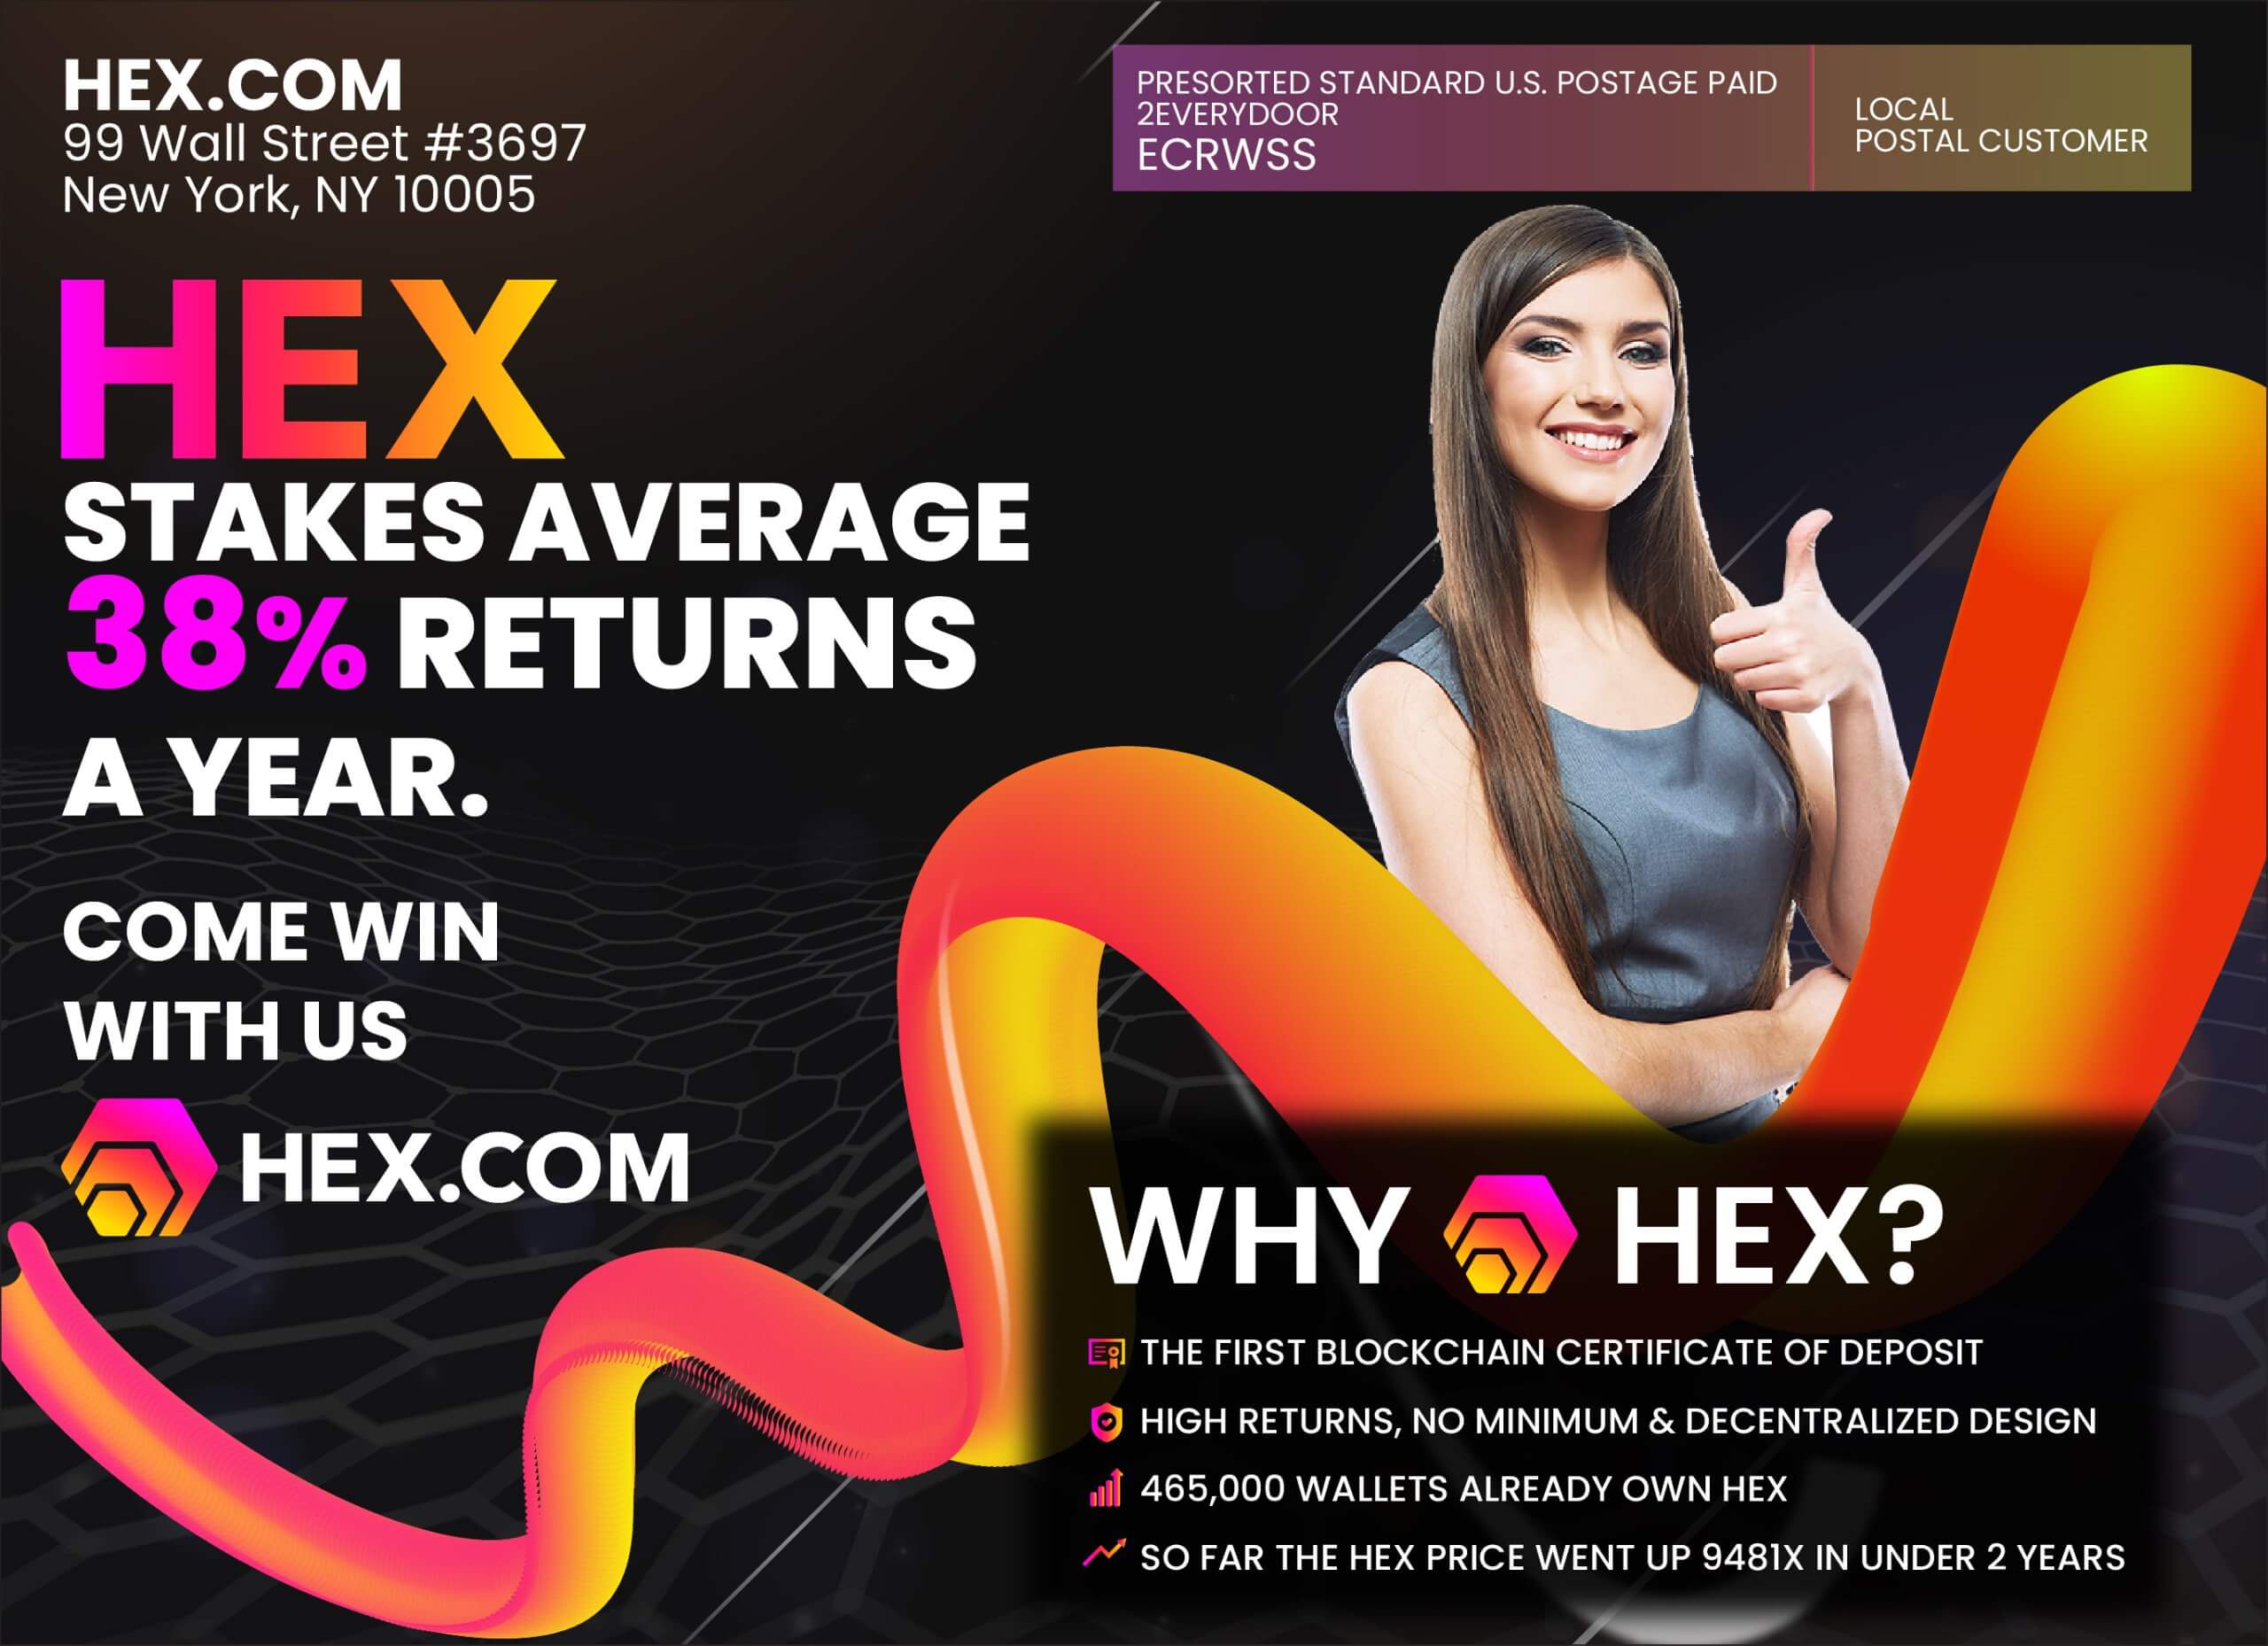 HEX.COM
99 Wall Street #3697
New York, NY 10005
PRESORTED STANDARD U.S. POSTAGE PAID
2EVERYDOOR
ECRWSS
LOCAL
POSTAL CUSTOMER
HEX
STAKES AVERAGE
38% RETURNS
A YEAR.
COME WIN
WITH US
HEX.COM
WHY HEX?
THE FIRST BLOCKCHAIN CERTIFICATE OF DEPOSIT
HIGH RETURNS, NO MINIMUM & DECENTRALIZED DESIGN
465,000 WALLETS ALREADY OWN HEX
SO FAR THE HEX PRICE WENT UP 9481X IN UNDER 2 YEARS